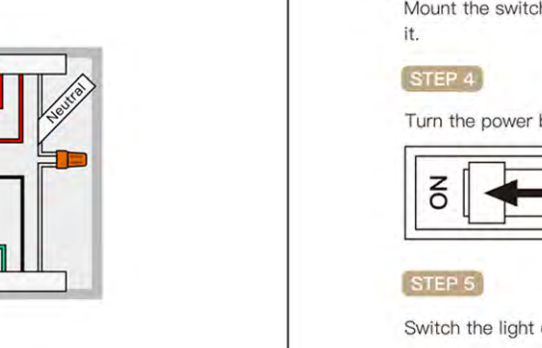 Neutral
Mount the switch
it.
STEP 4
Turn the power
ON
STEP 5
Switch the light